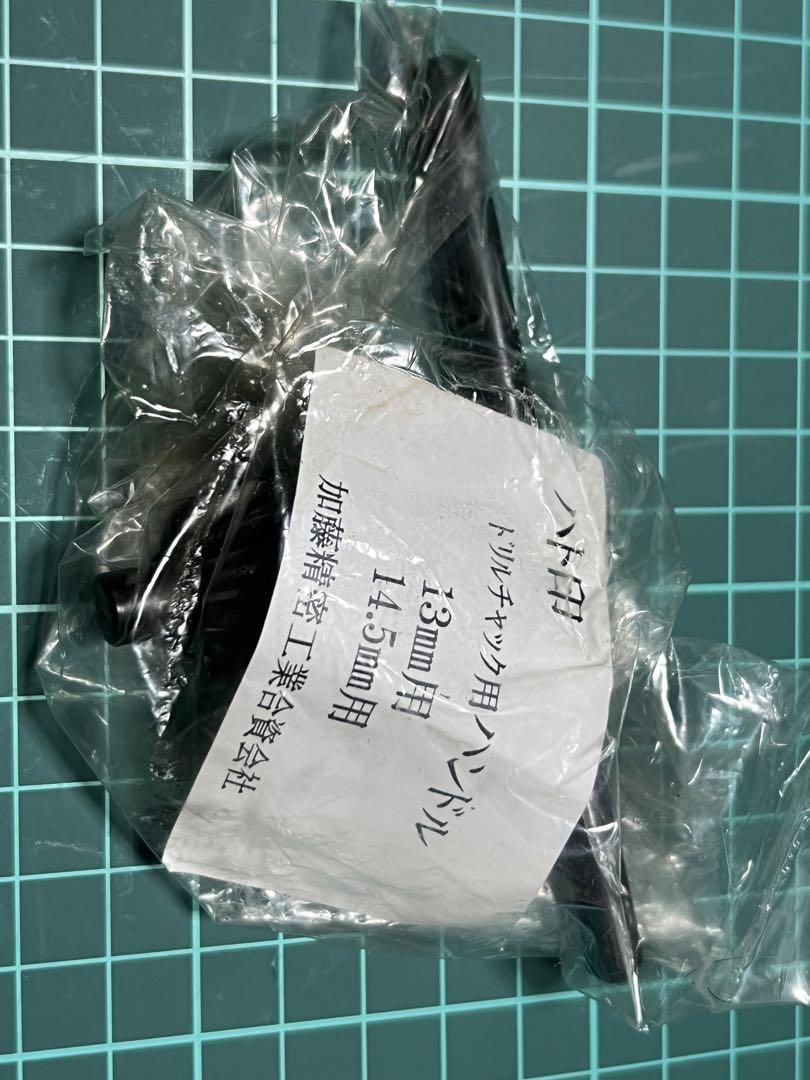 ハト印
ドリルチャック用ハンドル
13mm用
14.5mm用
加藤精密工業合資会社